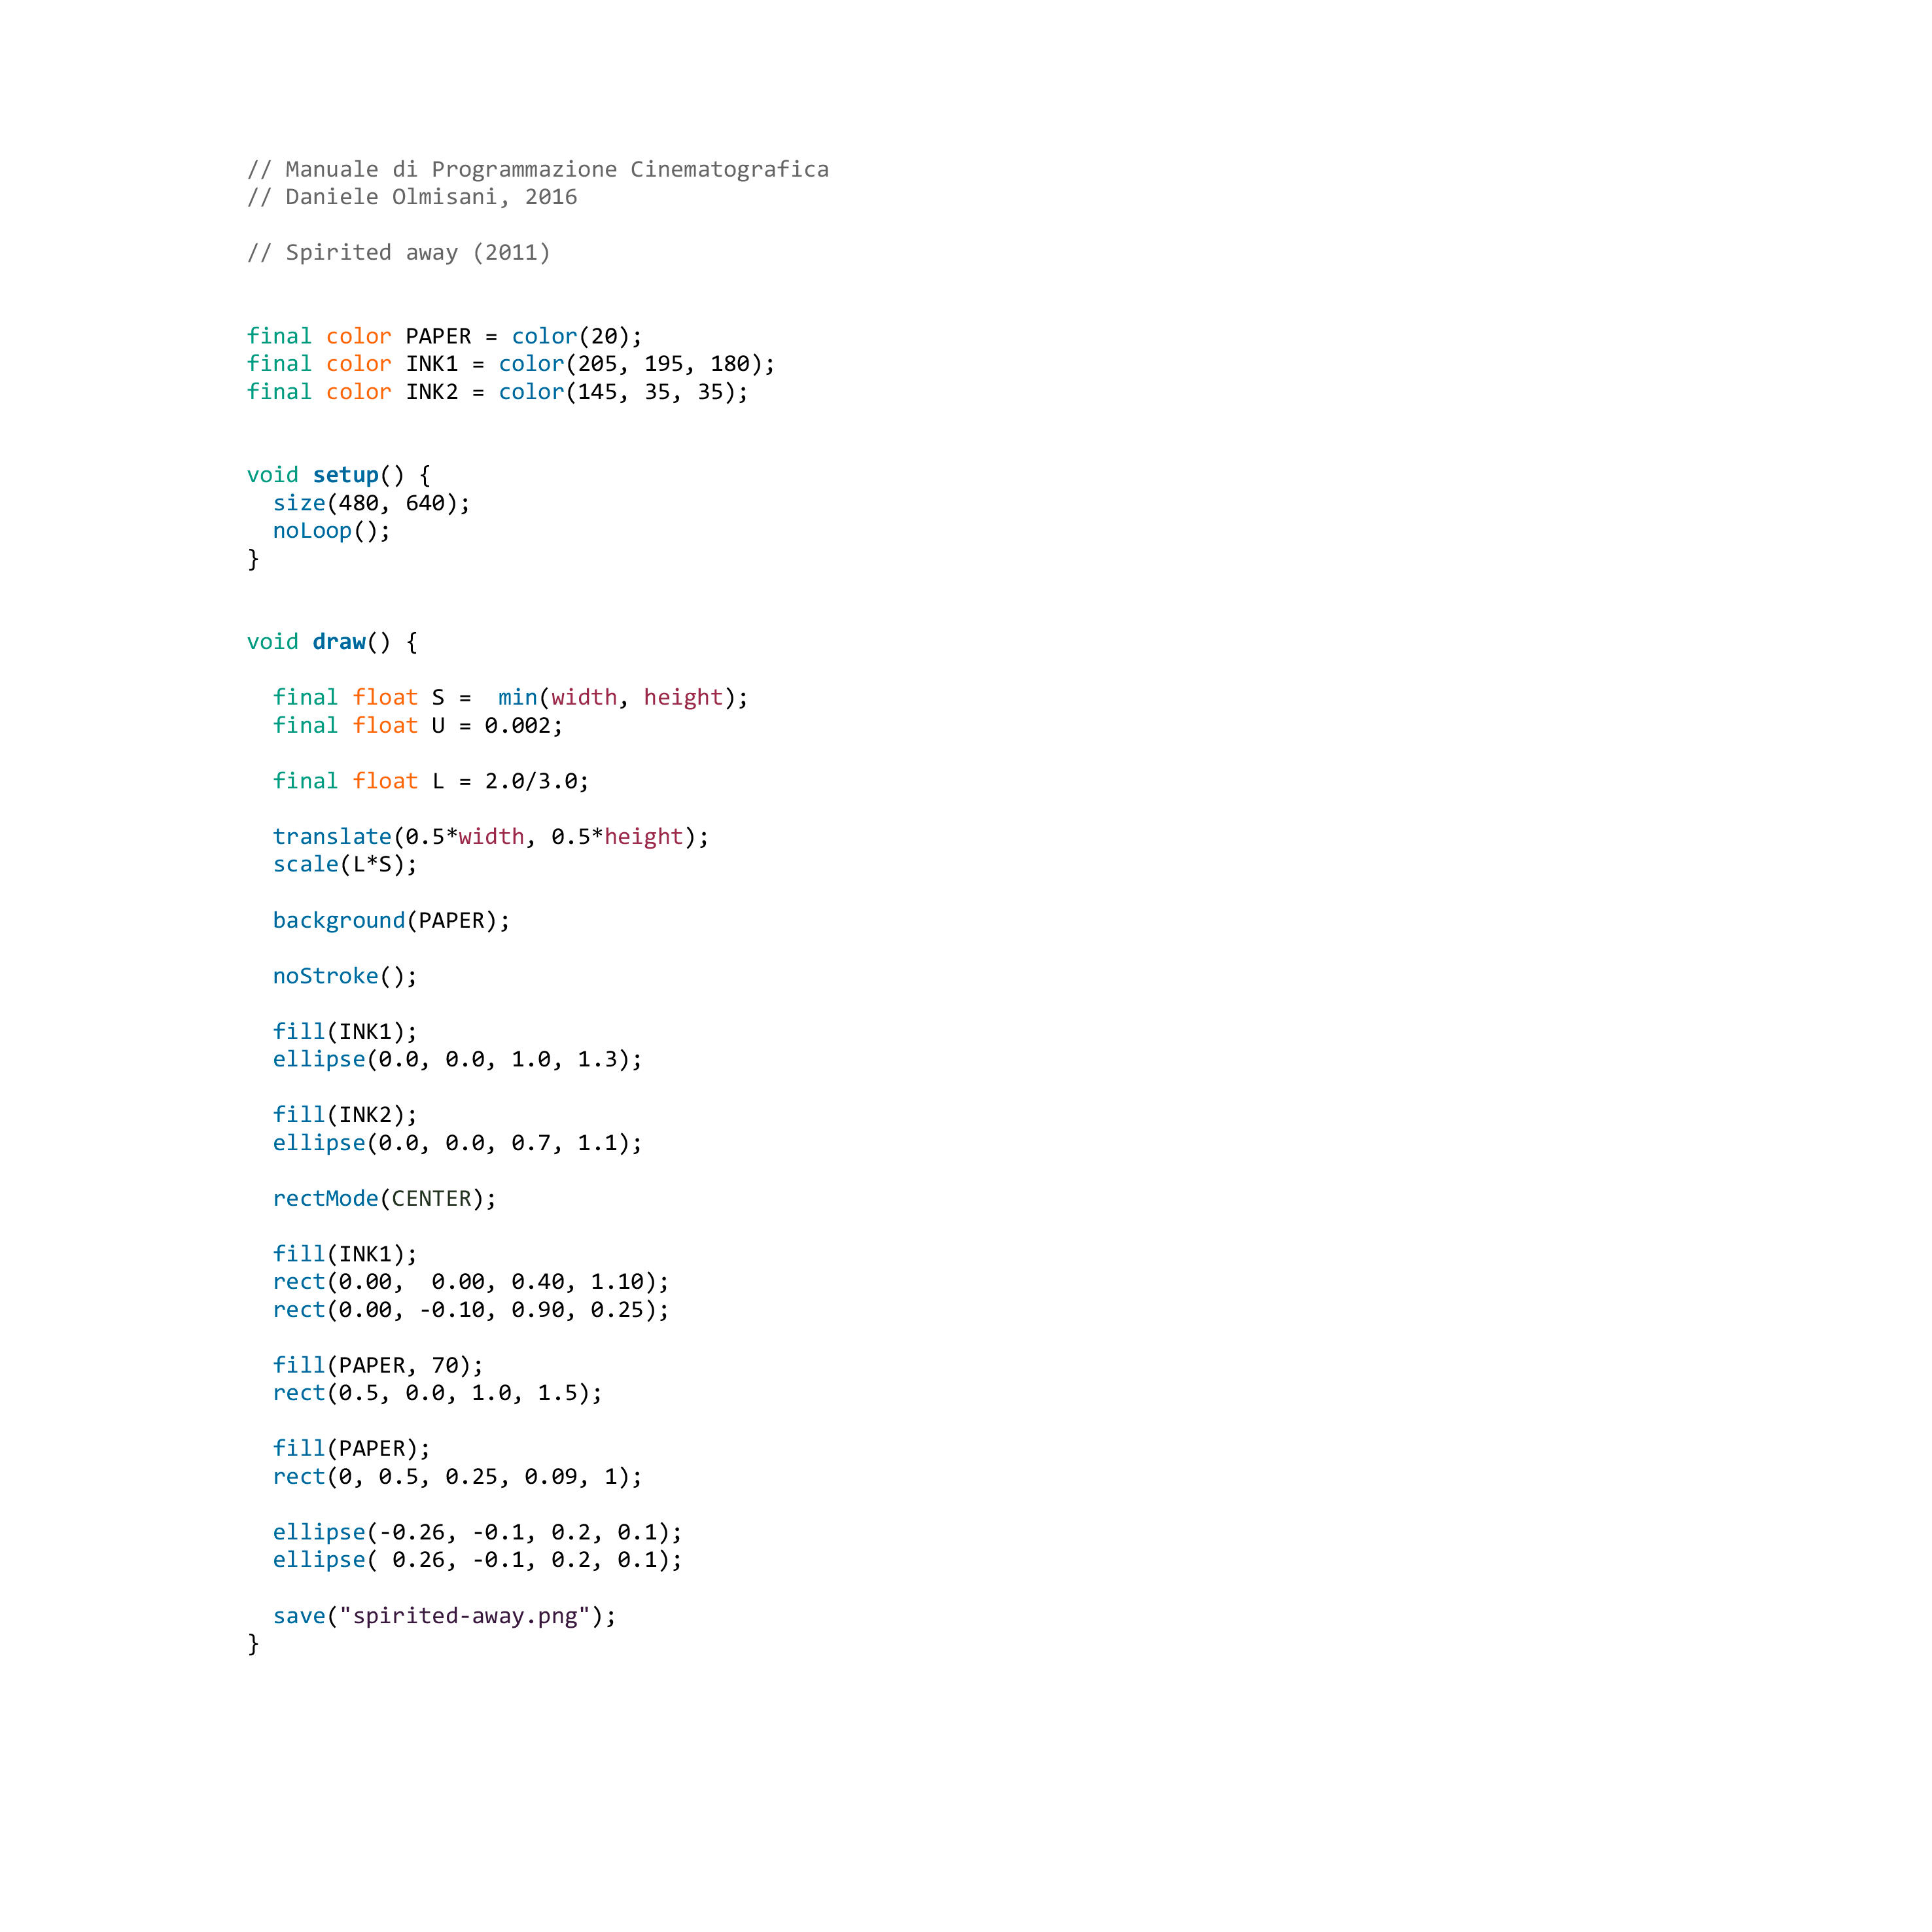 // Manuale di Programmazione Cinematografica
// Daniele Olmisani, 2016
// Spirited away (2011)
final color PAPER = color(20);
final color INK1 = color(205, 195, 180);
final color INK2 = color(145, 35, 35);
void setup() {
  size(480, 640);
  noLoop();
}
void draw() {
  final float S =  min(width, height);
  final float U = 0.002;
  final float L = 2.0/3.0;
  translate(0.5*width, 0.5*height);
  scale(L*S);
  background(PAPER);
  noStroke();
  fill(INK1);
  ellipse(0.0, 0.0, 1.0, 1.3);
  fill(INK2);
  ellipse(0.0, 0.0, 0.7, 1.1);
  rectMode(CENTER);
  fill(INK1);
  rect(0.00,  0.00, 0.40, 1.10);
  rect(0.00, -0.10, 0.90, 0.25);
  fill(PAPER, 70);
  rect(0.5, 0.0, 1.0, 1.5);
  fill(PAPER);
  rect(0, 0.5, 0.25, 0.09, 1);
  ellipse(-0.26, -0.1, 0.2, 0.1);
  ellipse( 0.26, -0.1, 0.2, 0.1);
  save("spirited-away.png");
}